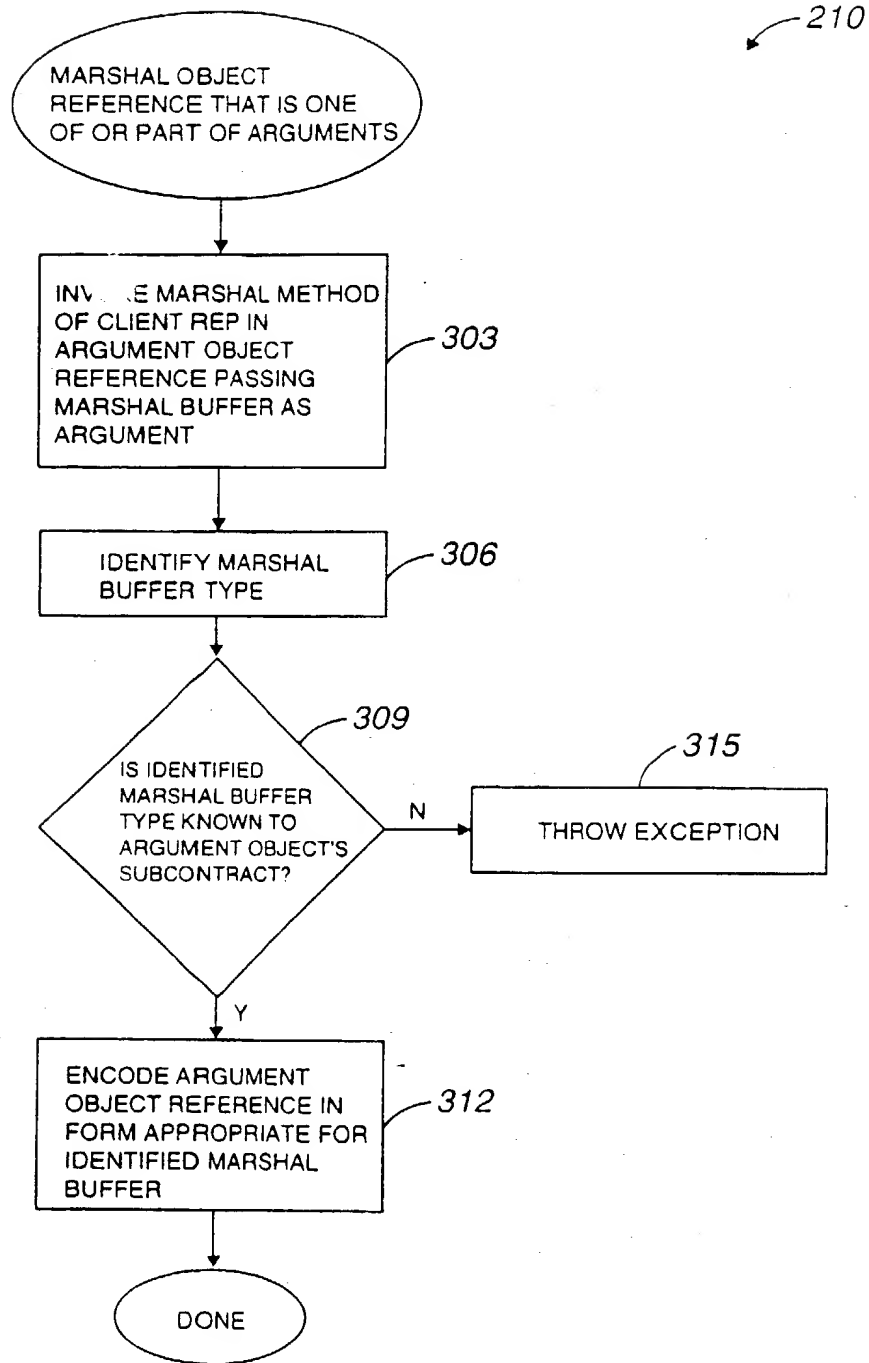 210
MARSHAL OBJECT
REFERENCE THAT IS ONE
OF OR PART OF ARGUMENTS
MARSHAL METHOD
OF CLIENT REP IN
ARGUMENT OBJECT
REFERENCE PASSING
MARSHAL BUFFER AS
ARGUMENT
303
IDENTIFY MARSHAL
BUFFER TYPE
306
309
IS IDENTIFIED
MARSHAL BUFFER
TYPE KNOWN TO
ARGUMENT OBJECT'S
SUBCONTRACT?
N
315
THROW EXCEPTION
Y
ENCODE ARGUMENT
OBJECT REFERENCE IN
FORM APPROPRIATE FOR
IDENTIFIED MARSHAL
BUFFER
312
DONE